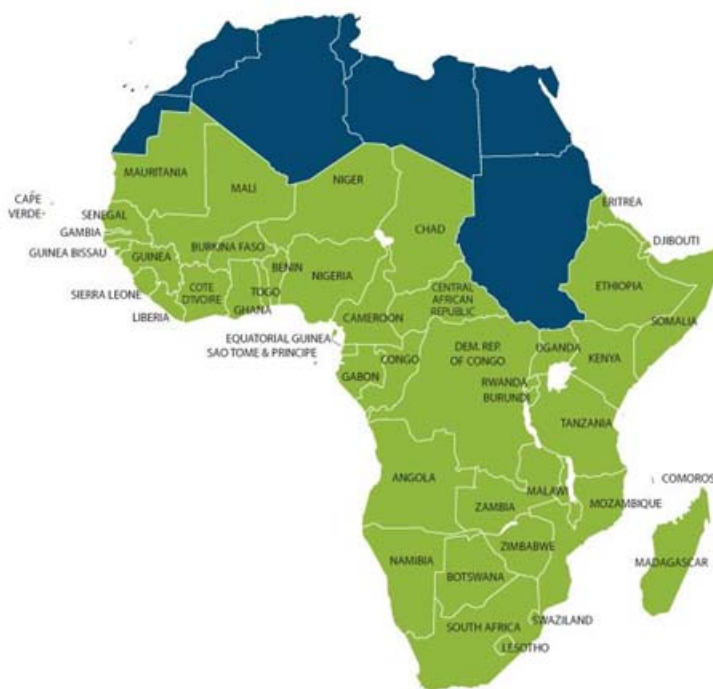 MAURITANIA
MALI
NIGER
CHAD
ERITREA
CAPE
VERDE
SENEGAL
GAMBIA
GUINEA BISSAU
GUINEA
BURKINA FASO
BENIN
NIGERIA
DJIBOUTI
ETHIOPIA
SIERRA LEONE
COTE
D'IVOIRE
TOGO
GHANA
LIBERIA
CENTRAL
AFRICAN
REPUBLIC
SOMALIA
CAMEROON
EQUATORIAL GUINEA
SAO TOME & PRINCIPE
GABON
CONGO
DEM. REP.
OF CONGO
UGANDA
KENYA
RWANDA
BURUNDI
TANZANIA
ANGOLA
ZAMBIA
MALAWI
COMOROS
MOZAMBIQUE
NAMIBIA
ZIMBABWE
BOTSWANA
MADAGASCAR
SOUTH AFRICA
SWAZILAND
LESOTHO